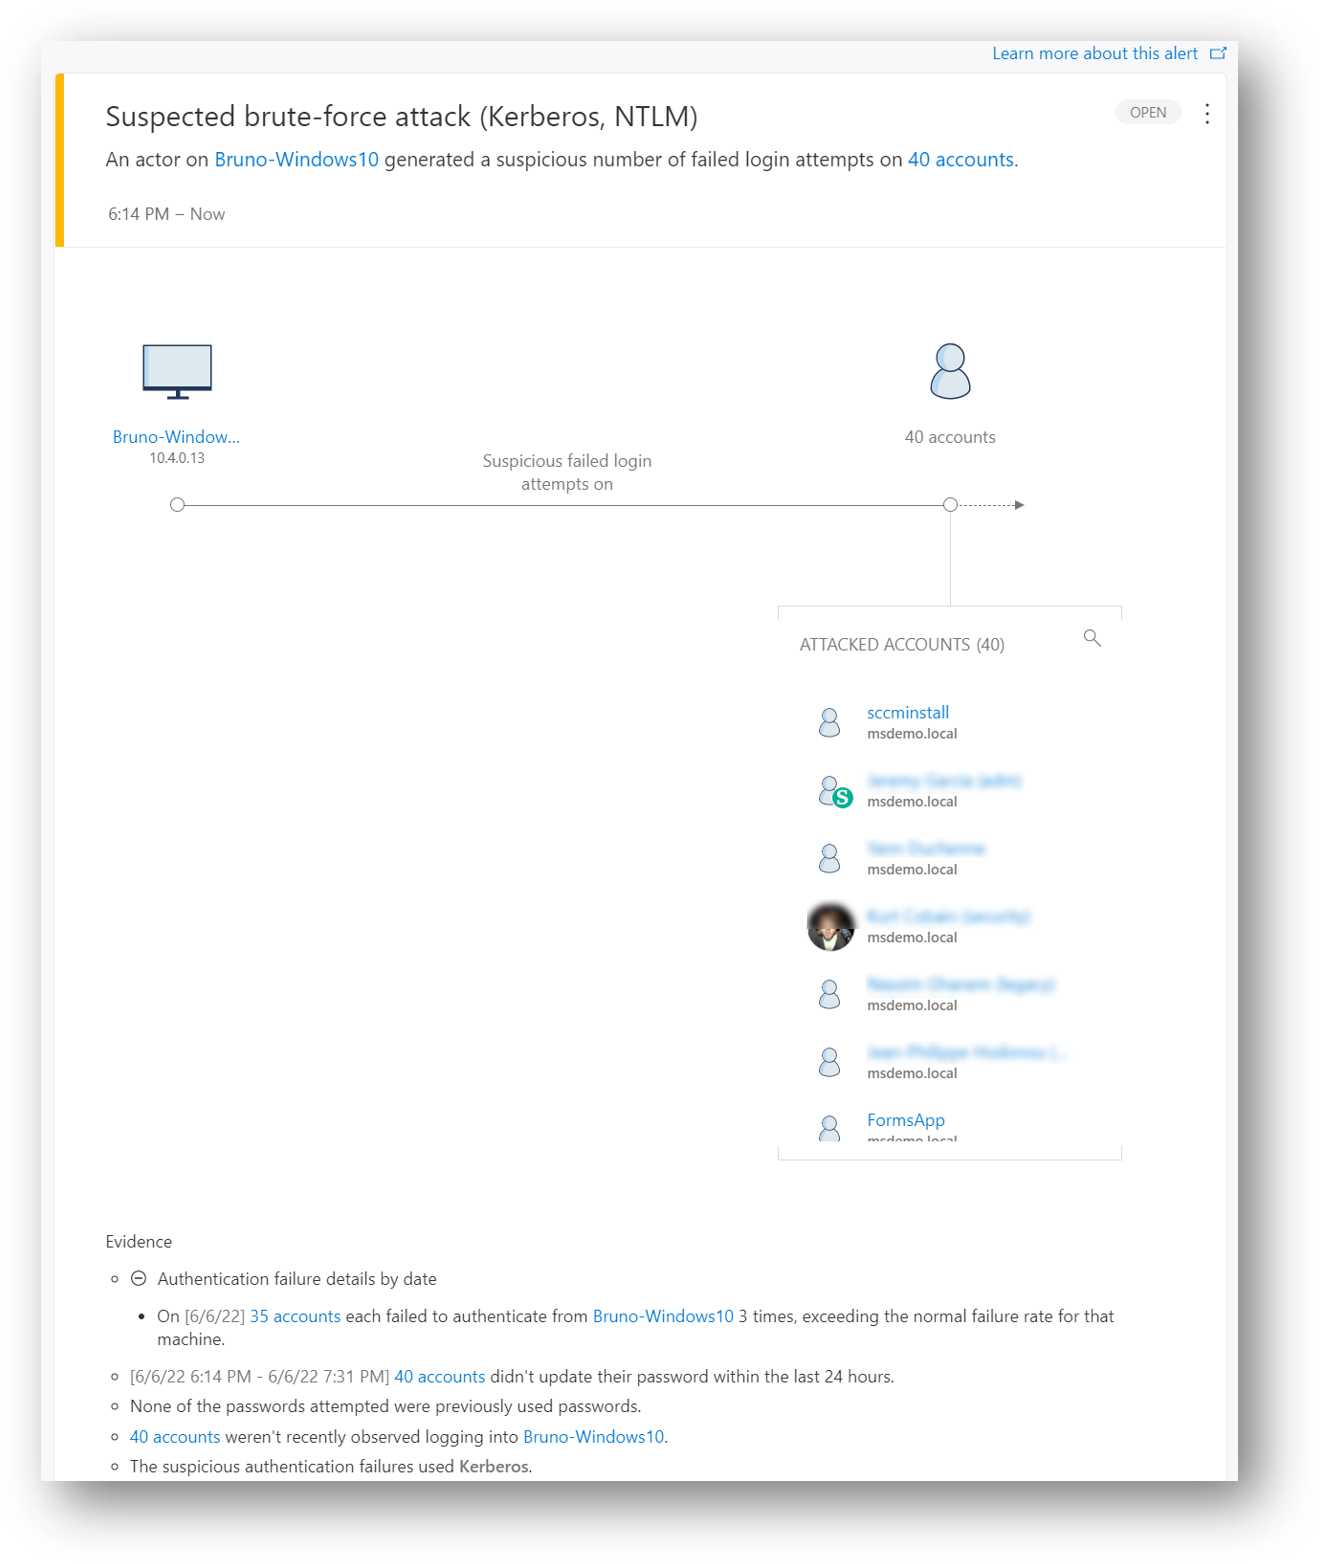 Learn more about this alert
Suspected brute-force attack (Kerberos, NTLM)
OPEN
An actor on Bruno-Windows10 generated a suspicious number of failed login attempts on 40 accounts.
6:14 PM – Now
Bruno-Window...
10.4.0.13
40 accounts
Suspicious failed login
attempts on
ATTACKED ACCOUNTS (40)
sccminstall
msdemo.local
S
msdemo.local
msdemo.local
msdemo.local
msdemo.local
msdemo.local
FormsApp
msdemo.local
Evidence
Authentication failure details by date
On [6/6/22] 35 accounts each failed to authenticate from Bruno-Windows10 3 times, exceeding the normal failure rate for that
machine.
[6/6/22 6:14 PM - 6/6/22 7:31 PM] 40 accounts didn't update their password within the last 24 hours.
None of the passwords attempted were previously used passwords.
40 accounts weren't recently observed logging into Bruno-Windows10.
The suspicious authentication failures used Kerberos.